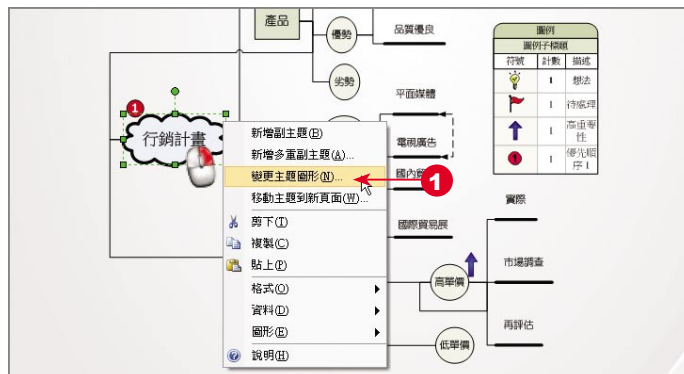 產品
優勢
品質優良
劣勢
平面媒體
電視廣告
國內
國際貿易展
1
行銷計畫
新增副主題(B)
新增多重副主題(A)...
變更主題圖形(N)...
移動主題到新頁面(W)...
剪下(T)
複製(C)
貼上(P)
格式(O)
資料(D)
圖形(E)
說明(H)
1
圖例
圖例子標題
符號 計數 描述
1 想法
1 待處理
1 高重要
性
1 1 優先順
序 1
實際
高單價
市場調查
再評估
低單價